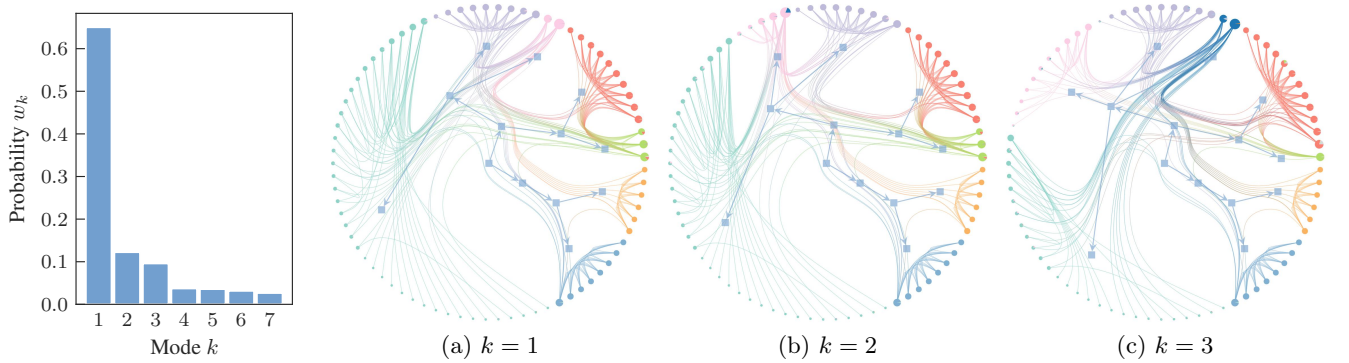 Probability w_k
0.6
0.5
0.4
0.3
0.2
0.1
0.0
1 2 3 4 5 6 7
Mode k
(a) k = 1
(b) k = 2
(c) k = 3